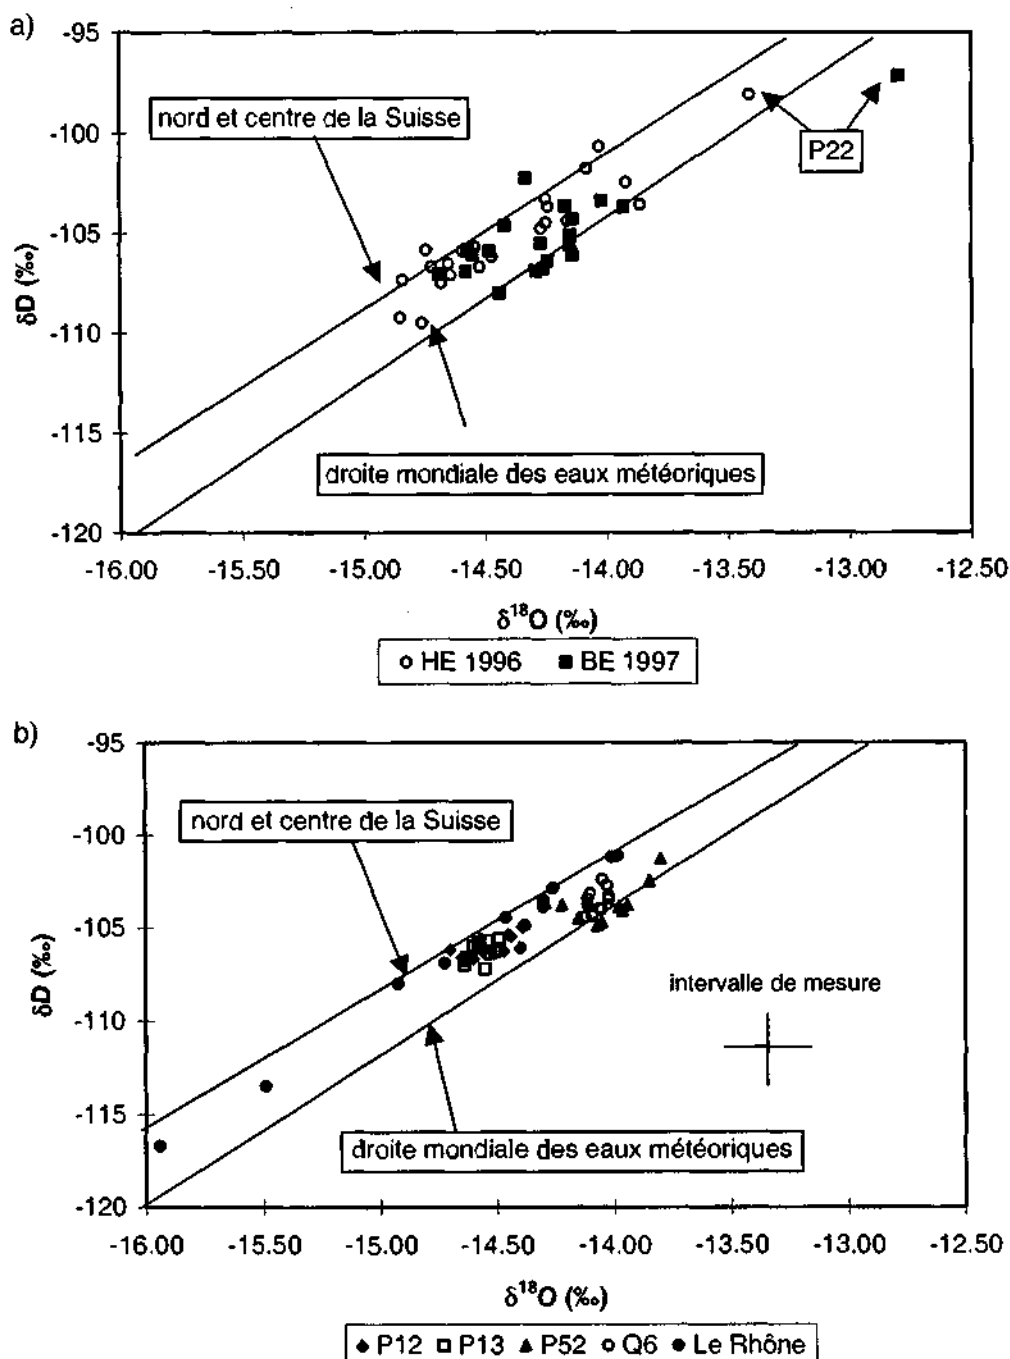 a)
-95
-100
-105
-110
-115
-120
δD (‰)
nord et centre de la Suisse
P22
droite mondiale des eaux météoriques
-16.00 -15.50 -15.00 -14.50 -14.00 -13.50 -13.00 -12.50
δ¹⁸O (‰)
HE 1996 BE 1997
b)
-95
-100
-105
-110
-115
-120
δD (‰)
nord et centre de la Suisse
intervalle de mesure
droite mondiale des eaux météoriques
-16.00 -15.50 -15.00 -14.50 -14.00 -13.50 -13.00 -12.50
δ¹⁸O (‰)
P12 P13 P52 Q6 Le Rhône